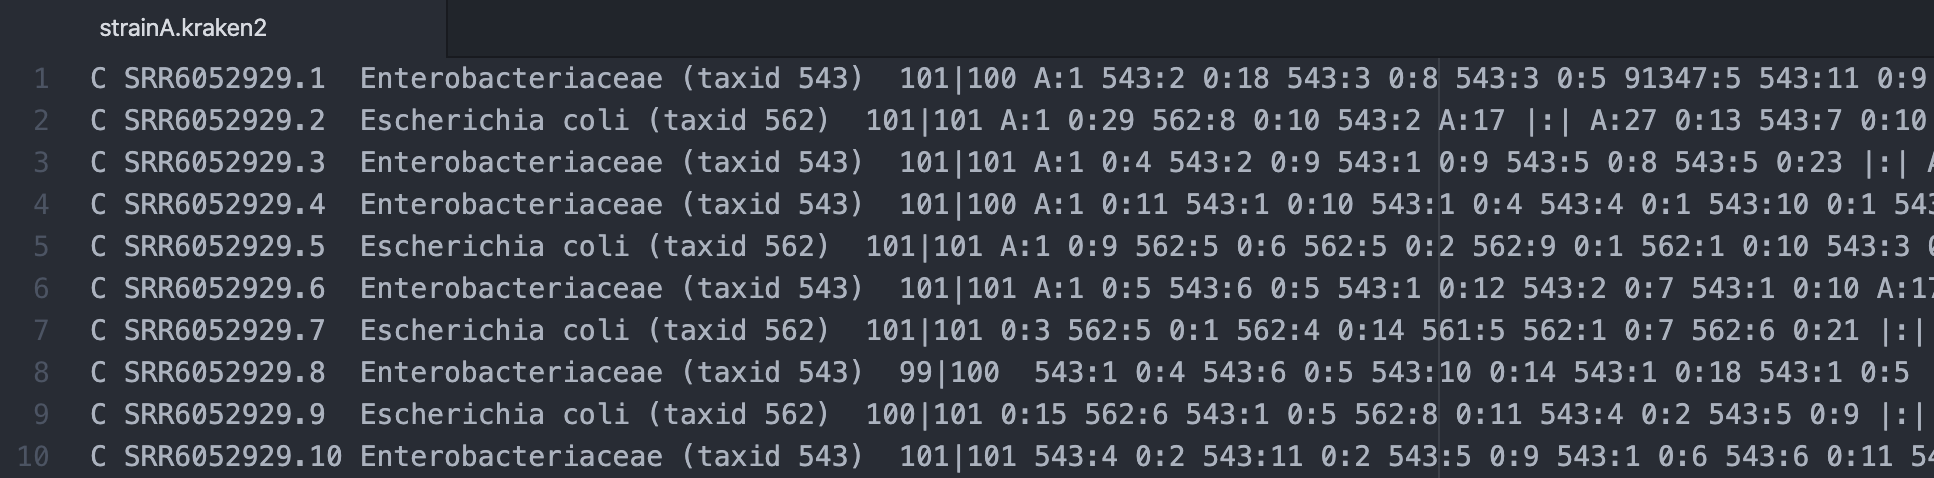 strainA.kraken2
1 C SRR6052929.1 Enterobacteriaceae (taxid 543) 101|100 A:1 543:2 0:18 543:3 0:8 543:3 0:5 91347:5 543:11 0:9
2 C SRR6052929.2 Escherichia coli (taxid 562) 101|101 A:1 0:29 562:8 0:10 543:2 A:17 |:| A:27 0:13 543:7 0:10
3 C SRR6052929.3 Enterobacteriaceae (taxid 543) 101|101 A:1 0:4 543:2 0:9 543:1 0:9 543:5 0:8 543:5 0:23 |:|
4 C SRR6052929.4 Enterobacteriaceae (taxid 543) 101|100 A:1 0:11 543:1 0:10 543:1 0:4 543:4 0:1 543:10 0:1 543
5 C SRR6052929.5 Escherichia coli (taxid 562) 101|101 A:1 0:9 562:5 0:6 562:5 0:2 562:9 0:1 562:1 0:10 543:3
6 C SRR6052929.6 Enterobacteriaceae (taxid 543) 101|101 A:1 0:5 543:6 0:5 543:1 0:12 543:2 0:7 543:1 0:10 A:17
7 C SRR6052929.7 Escherichia coli (taxid 562) 101|101 0:3 562:5 0:1 562:4 0:14 561:5 562:1 0:7 562:6 0:21 |:|
8 C SRR6052929.8 Enterobacteriaceae (taxid 543) 99|100 543:1 0:4 543:6 0:5 543:10 0:14 543:1 0:18 543:1 0:5
9 C SRR6052929.9 Escherichia coli (taxid 562) 100|101 0:15 562:6 543:1 0:5 562:8 0:11 543:4 0:2 543:5 0:9 |:|
10 C SRR6052929.10 Enterobacteriaceae (taxid 543) 101|101 543:4 0:2 543:11 0:2 543:5 0:9 543:1 0:6 543:6 0:11